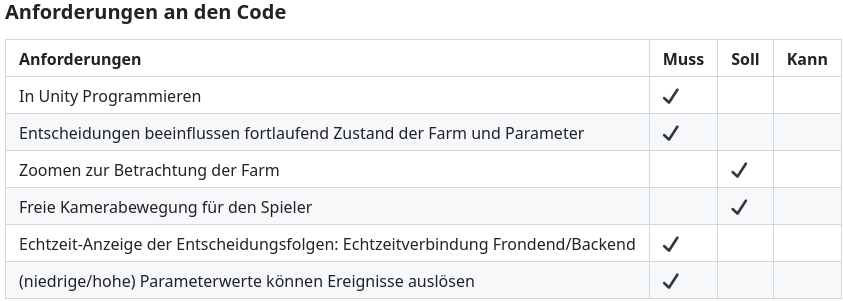 Anforderungen an den Code
Anforderungen Muss Soll Kann
In Unity Programmieren ✓
Entscheidungen beeinflussen fortlaufend Zustand der Farm und Parameter ✓
Zoomen zur Betrachtung der Farm ✓
Freie Kamerabewegung für den Spieler ✓
Echtzeit-Anzeige der Entscheidungsfolgen: Echtzeitverbindung Frondend/Backend ✓
(niedrige/hohe) Parameterwerte können Ereignisse auslösen ✓